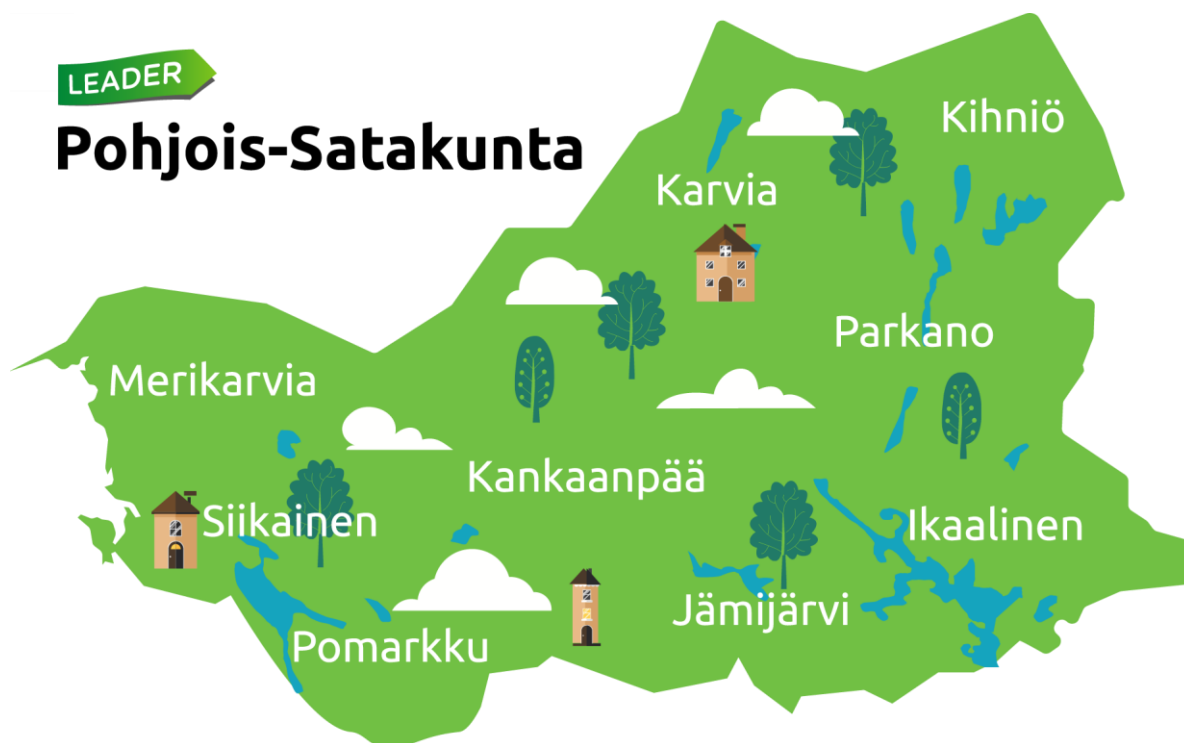 LEADER
Pohjois-Satakunta
Kihniö
Karvia
Parkano
Merikarvia
Kankaanpää
Siikainen
Ikaalinen
Jämijärvi
Pomarkku